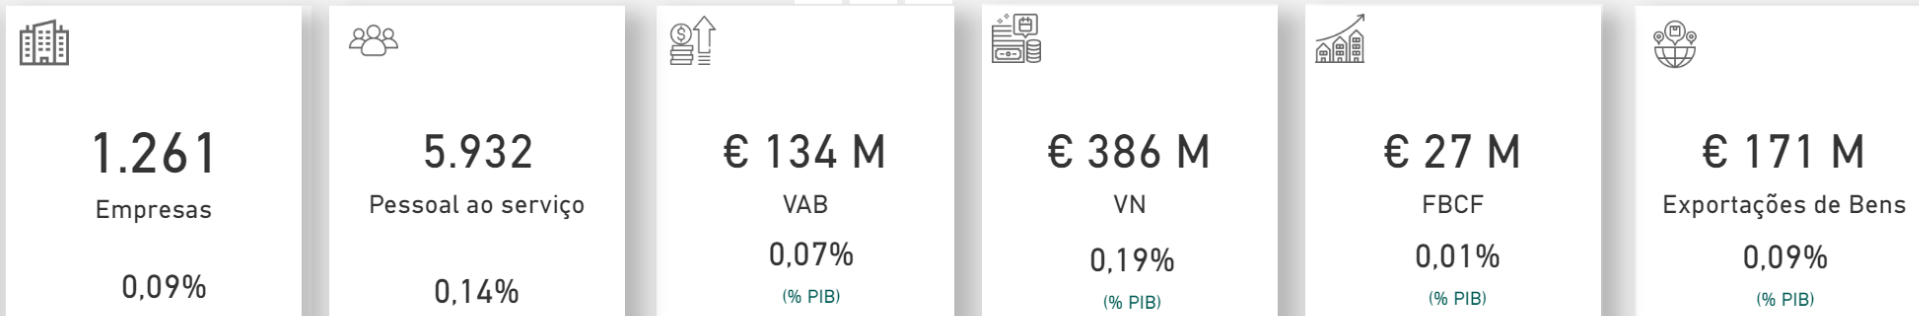 1.261
Empresas
0,09%
5.932
Pessoal ao serviço
0,14%
€ 134 M
VAB
0,07%
(% PIB)
€ 386 M
VN
0,19%
(% PIB)
€ 27 M
FBCF
0,01%
(% PIB)
€ 171 M
Exportações de Bens
0,09%
(% PIB)